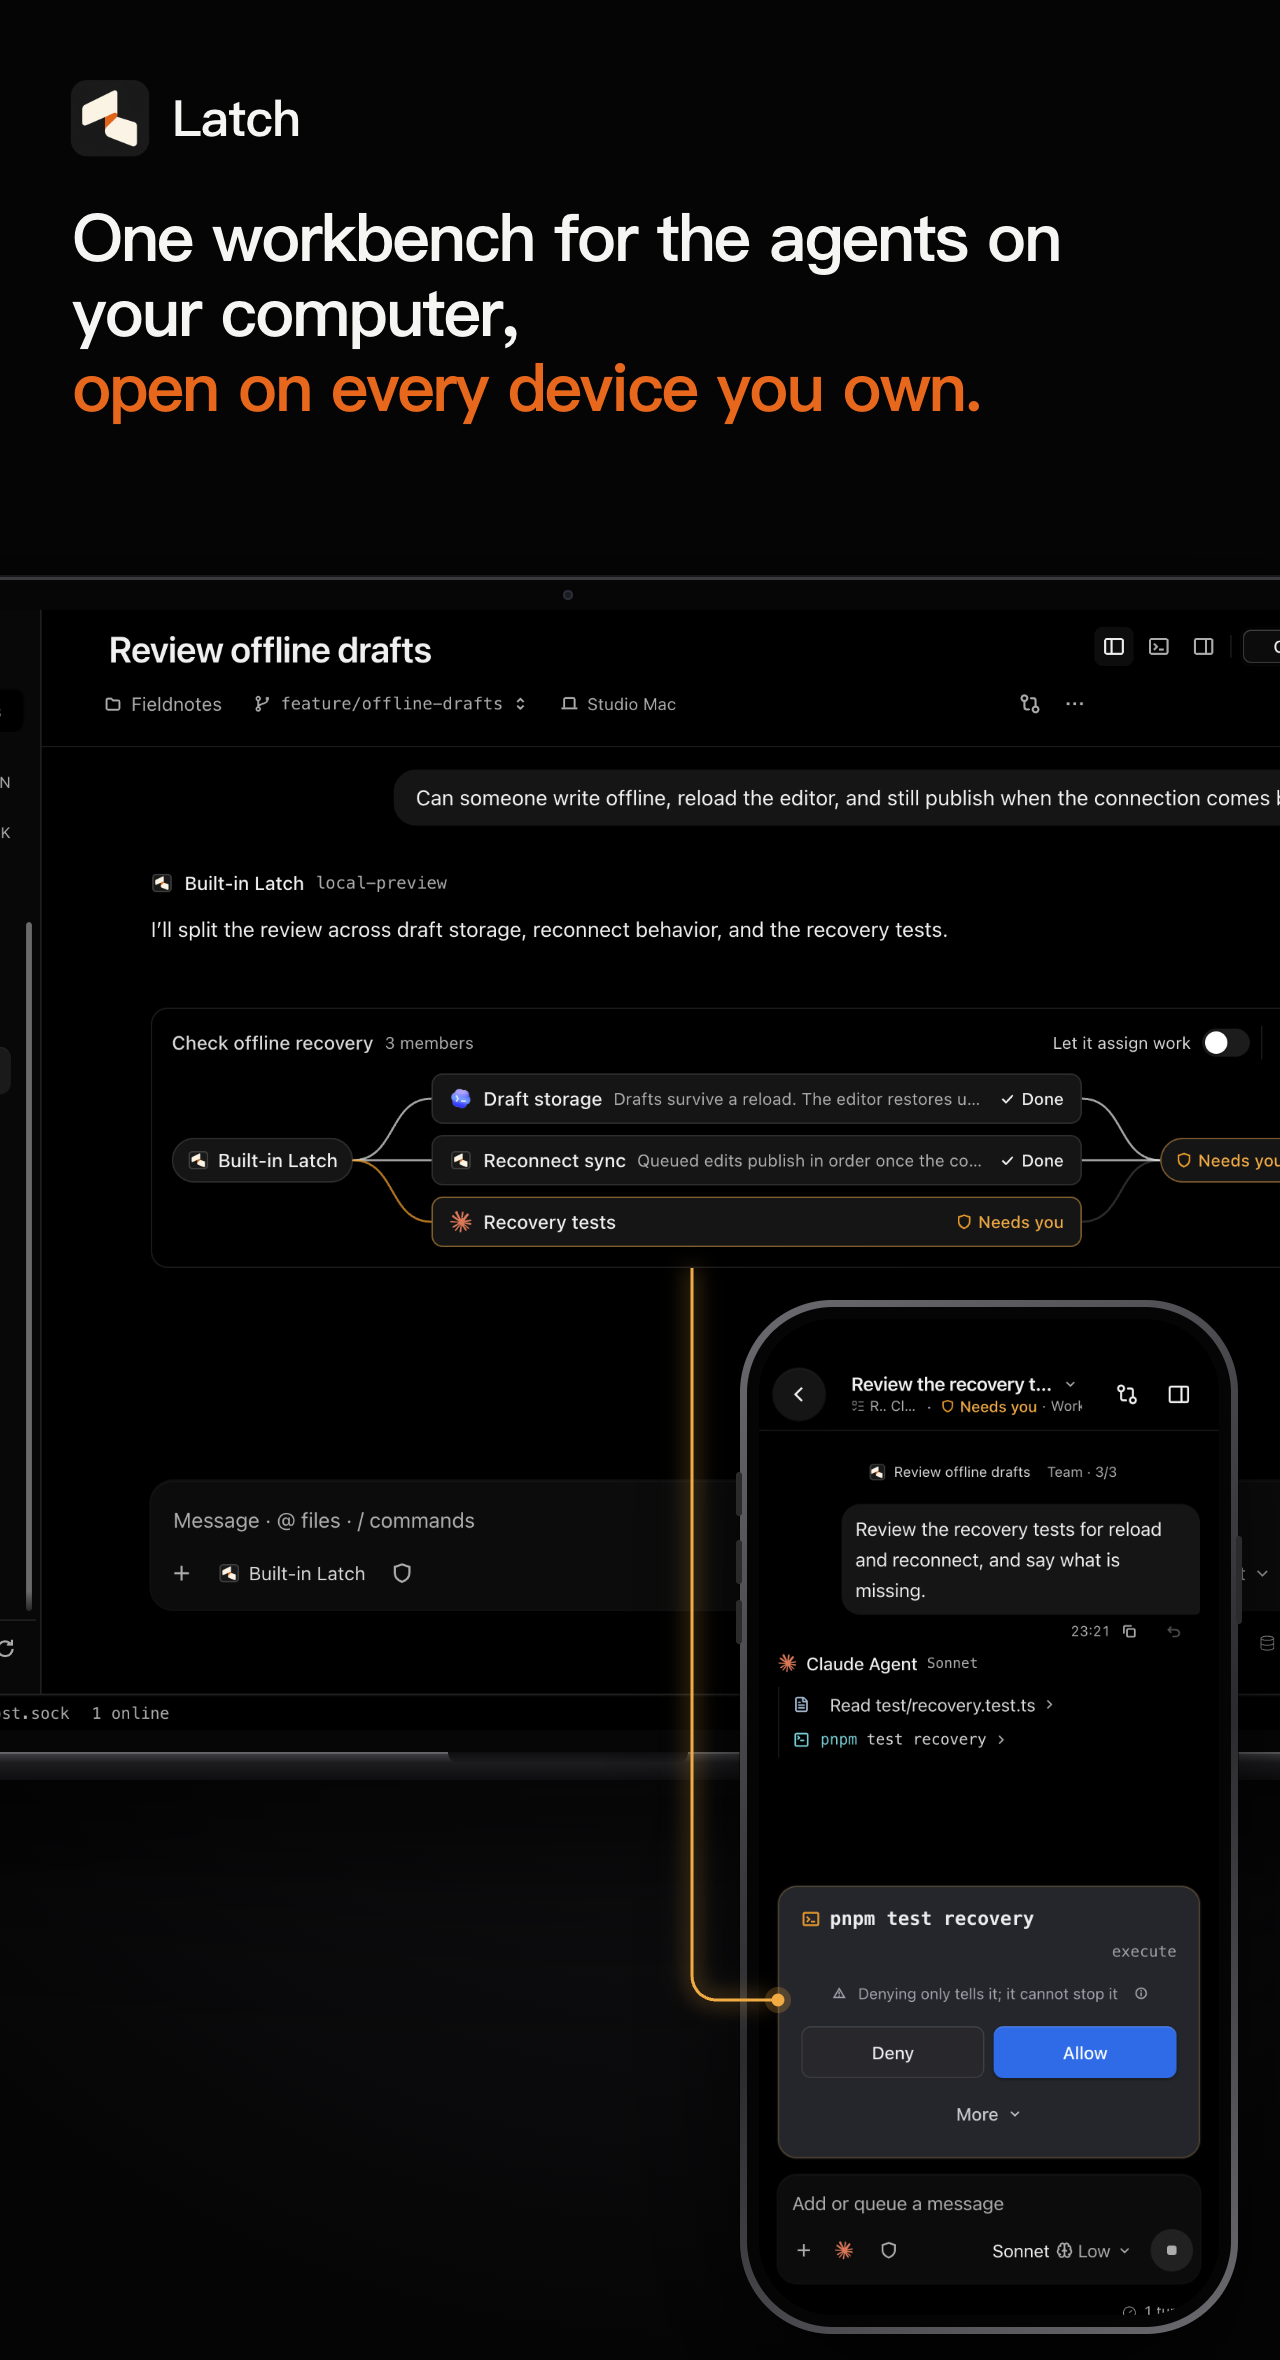 Latch
One workbench for the agents on
your computer,
open on every device you own.
Review offline drafts
Fieldnotes feature/offline-drafts Studio Mac
Can someone write offline, reload the editor, and still publish when the connection comes
Built-in Latch local-preview
I'll split the review across draft storage, reconnect behavior, and the recovery tests.
Check offline recovery 3 members Let it assign work
Draft storage Drafts survive a reload. The editor restores u... Done
Built-in Latch
Reconnect sync Queued edits publish in order once the co... Done
Needs you
Recovery tests Needs you
Message · @ files · / commands
Built-in Latch
st.sock 1 online
Review the recovery t...
R.. Cl... · Needs you · Work
Review offline drafts Team · 3/3
Review the recovery tests for reload
and reconnect, and say what is
missing.
23:21
Claude Agent Sonnet
Read test/recovery.test.ts
pnpm test recovery
pnpm test recovery
execute
Denying only tells it; it cannot stop it
Deny Allow
More
Add or queue a message
Sonnet Low
1